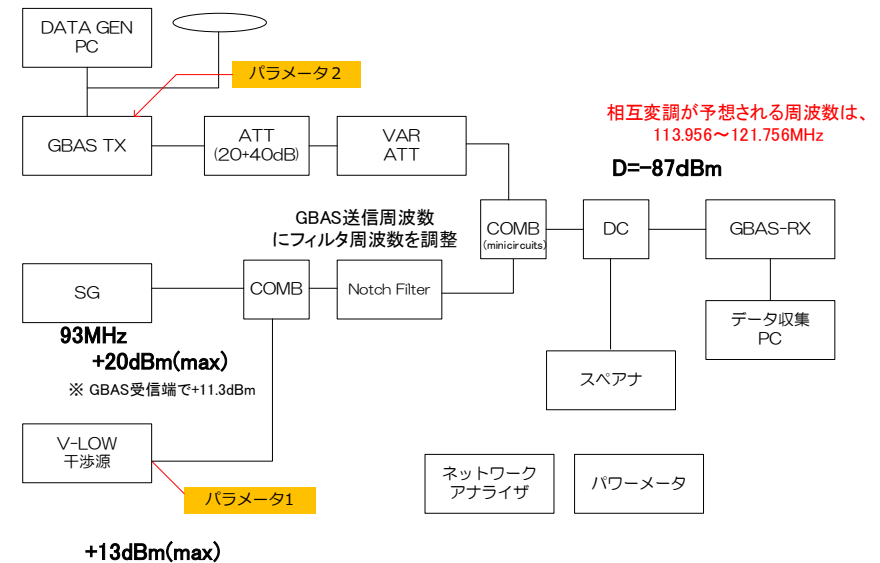 DATA GEN
PC
パラメータ2
GBAS TX
ATT
(20+40dB)
VAR
ATT
相互変調が予想される周波数は、
113.956～121.756MHz
D=-87dBm
GBAS送信周波数
にフィルタ周波数を調整
COMB
(minicircuits)
DC
GBAS-RX
SG
COMB
Notch Filter
データ収集
PC
93MHz
+20dBm(max)
※ GBAS受信端で+11.3dBm
スペアナ
V-LOW
干渉源
パラメータ1
ネットワーク
アナライザ
パワーメータ
+13dBm(max)